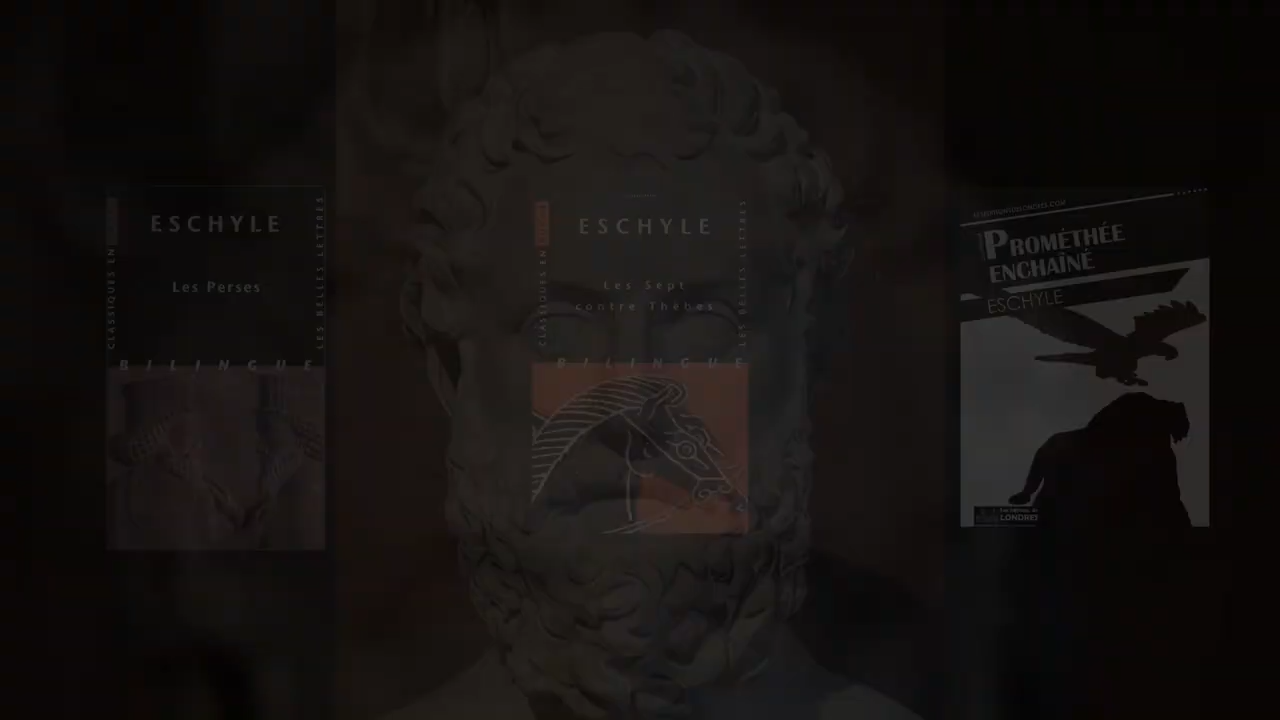 ESCHYLE
Les Perses
CLASSIQUES EN
LES BELLES LETTRES
BILINGUE
ESCHYLE
Les Sept
contre Thèbes
CLASSIQUES EN
LES BELLES LETTRES
BILINGUE
PROMÉTHÉE
ENCHAÎNÉ
ESCHYLE
LONDRES